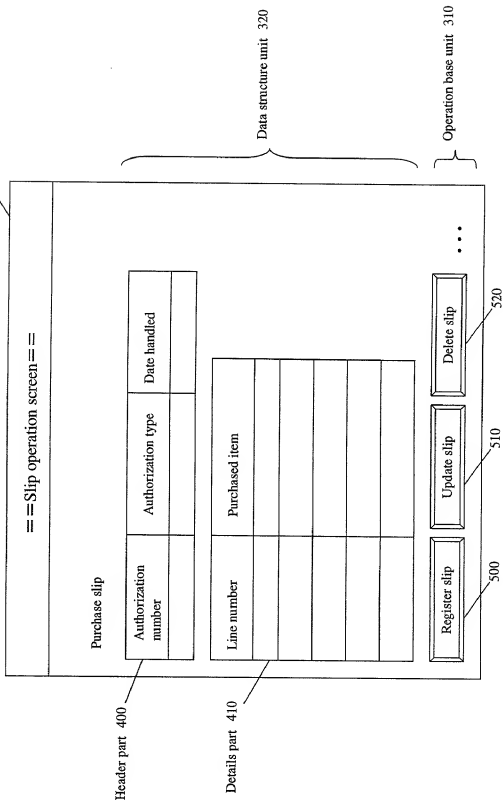 ==Slip operation screen==
Purchase slip
Header part 400
Authorization
number
Authorization type
Date handled
Data structure unit 320
Details part 410
Line number
Purchased item
Register slip
Update slip
Delete slip
...
Operation base unit 310
500
510
520